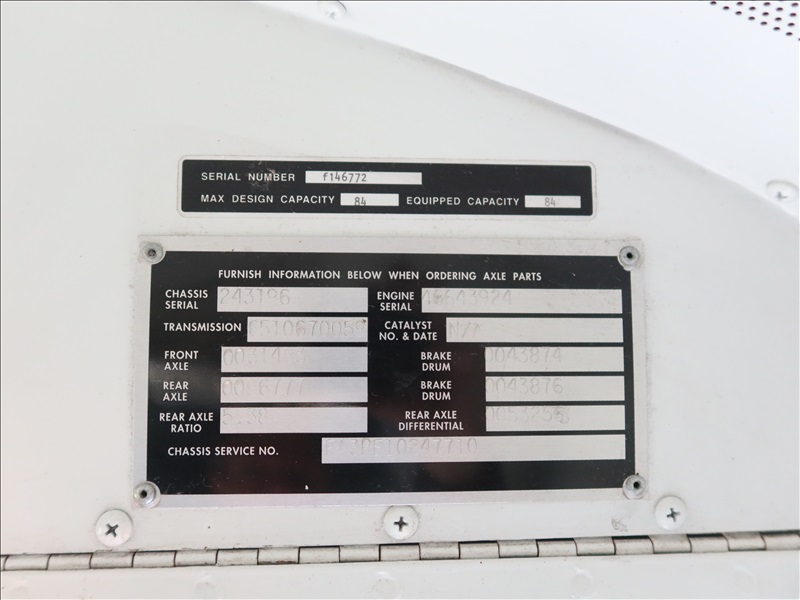 SERIAL NUMBER f146772
MAX DESIGN CAPACITY 84 EQUIPPED CAPACITY 84
FURNISH INFORMATION BELOW WHEN ORDERING AXLE PARTS
CHASSIS SERIAL 243196 ENGINE SERIAL 46543924
TRANSMISSION CATALYST NO. & DATE N/A
FRONT AXLE BRAKE DRUM 0043874
REAR AXLE BRAKE DRUM 0043876
REAR AXLE RATIO REAR AXLE DIFFERENTIAL
CHASSIS SERVICE NO.